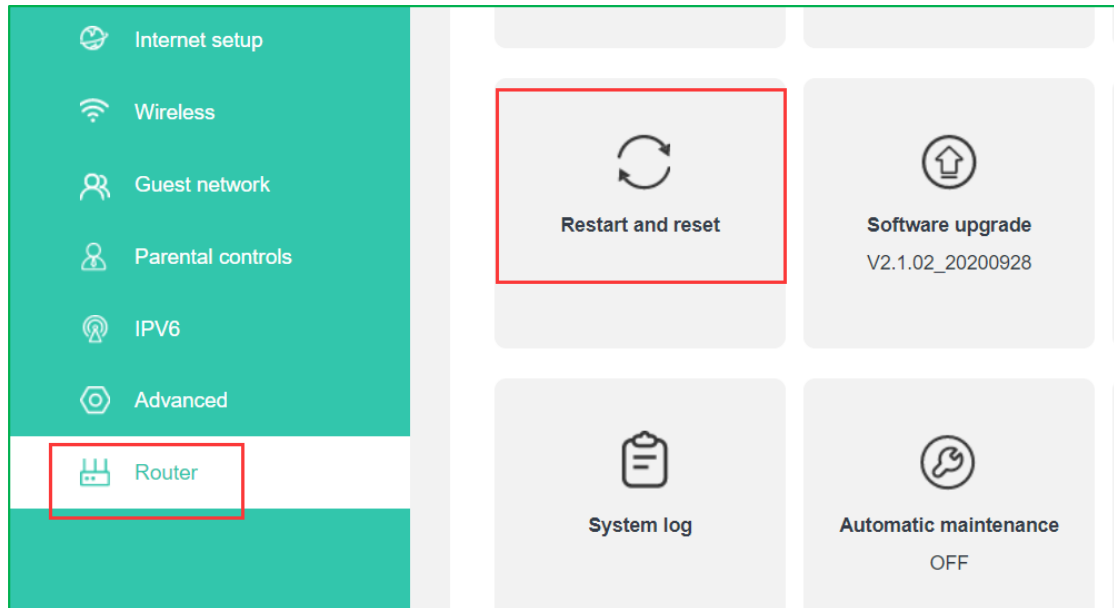 Internet setup
Wireless
Guest network
Parental controls
IPV6
Advanced
Router
Restart and reset
Software upgrade
V2.1.02_20200928
System log
Automatic maintenance
OFF